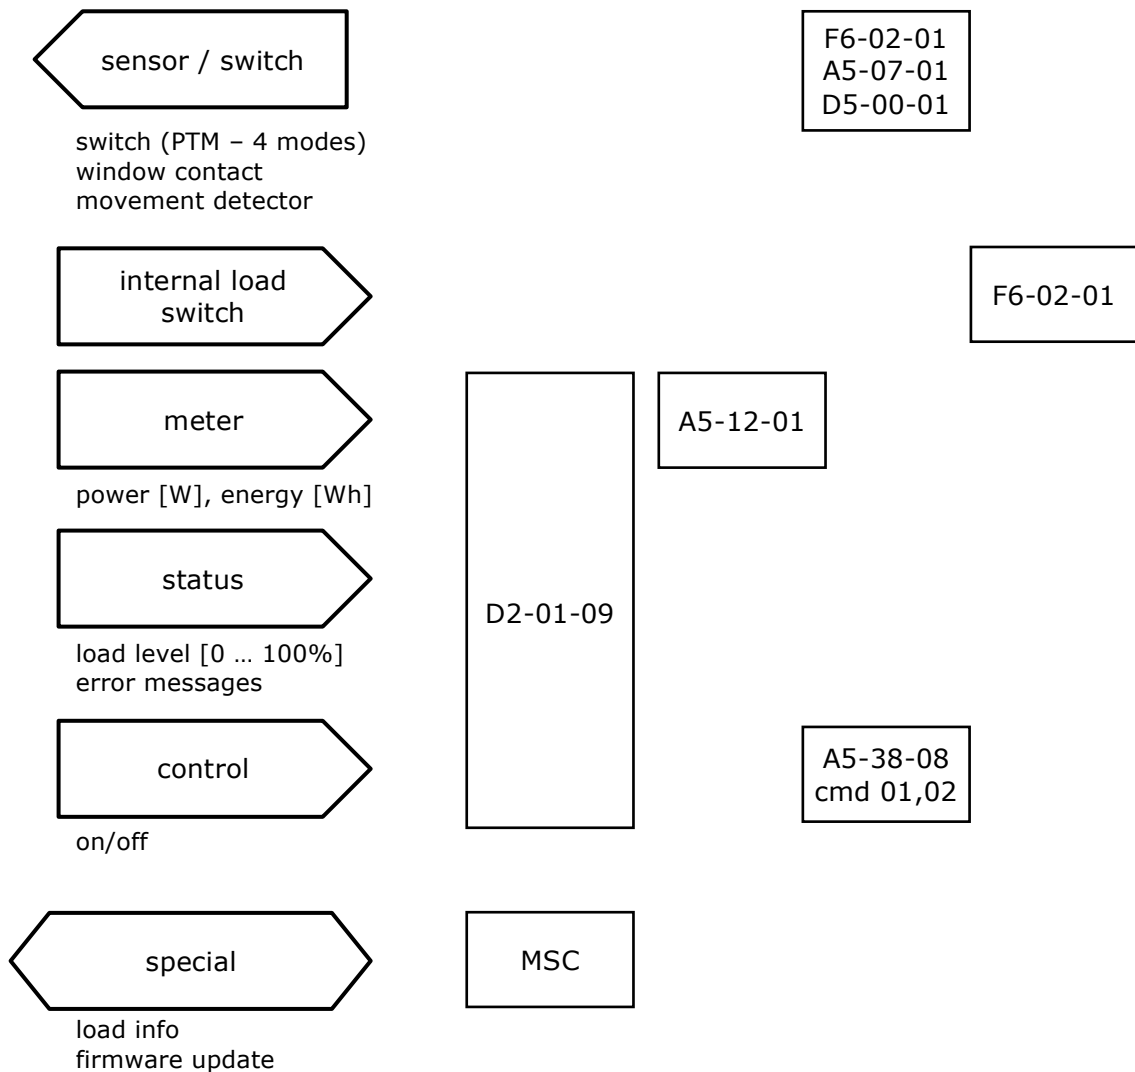 sensor / switch
F6-02-01
A5-07-01
D5-00-01
switch (PTM – 4 modes)
window contact
movement detector
internal load
switch
F6-02-01
meter
A5-12-01
power [W], energy [Wh]
status
D2-01-09
load level [0 … 100%]
error messages
control
A5-38-08
cmd 01,02
on/off
special
MSC
load info
firmware update